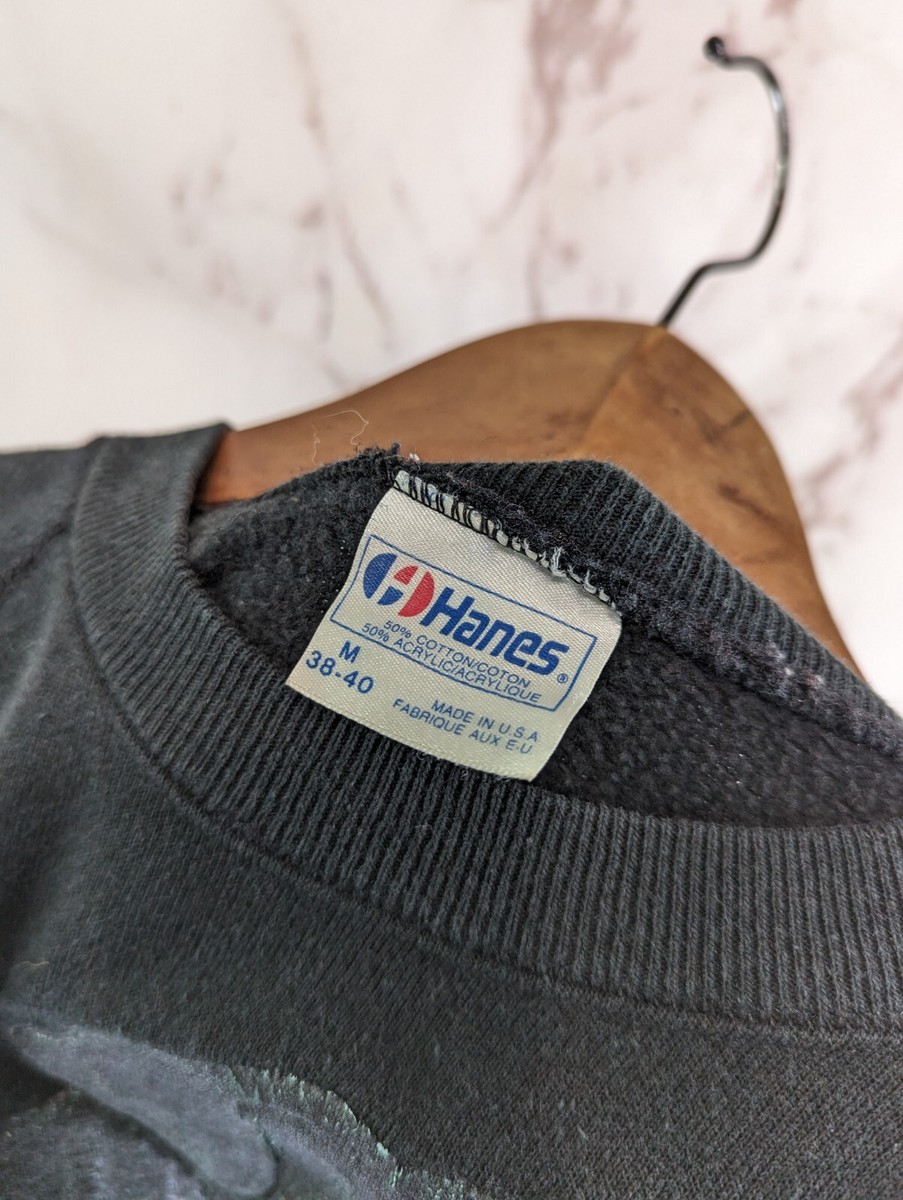 Hanes®
50% COTTON/COTON
50% ACRYLIC/ACRYLIQUE
M
38-40
MADE IN U.S.A
FABRIQUE AUX E-U